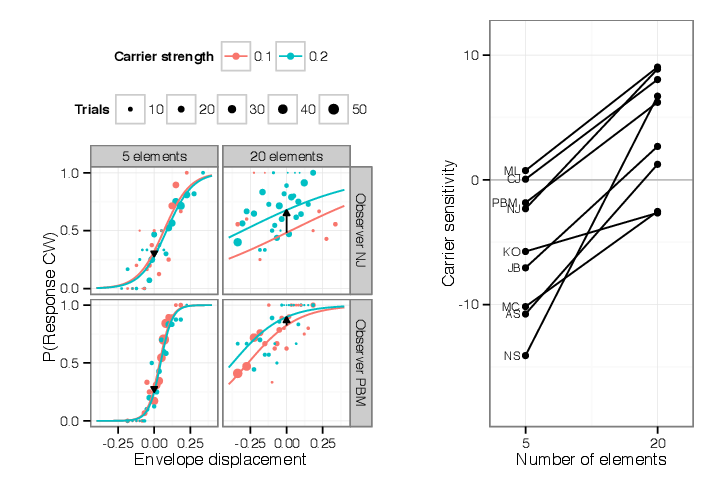 Carrier strength 0.1 0.2
Trials 10 20 30 40 50
5 elements 20 elements
1.0
0.5
0.0
Observer NJ
1.0
0.5
0.0
Observer PBM
P(Response CW)
-0.25 0.00 0.25 -0.25 0.00 0.25
Envelope displacement
10
0
-10
Carrier sensitivity
ML
CJ
PBM
NJ
KO
JB
MC
AS
NS
5 20
Number of elements